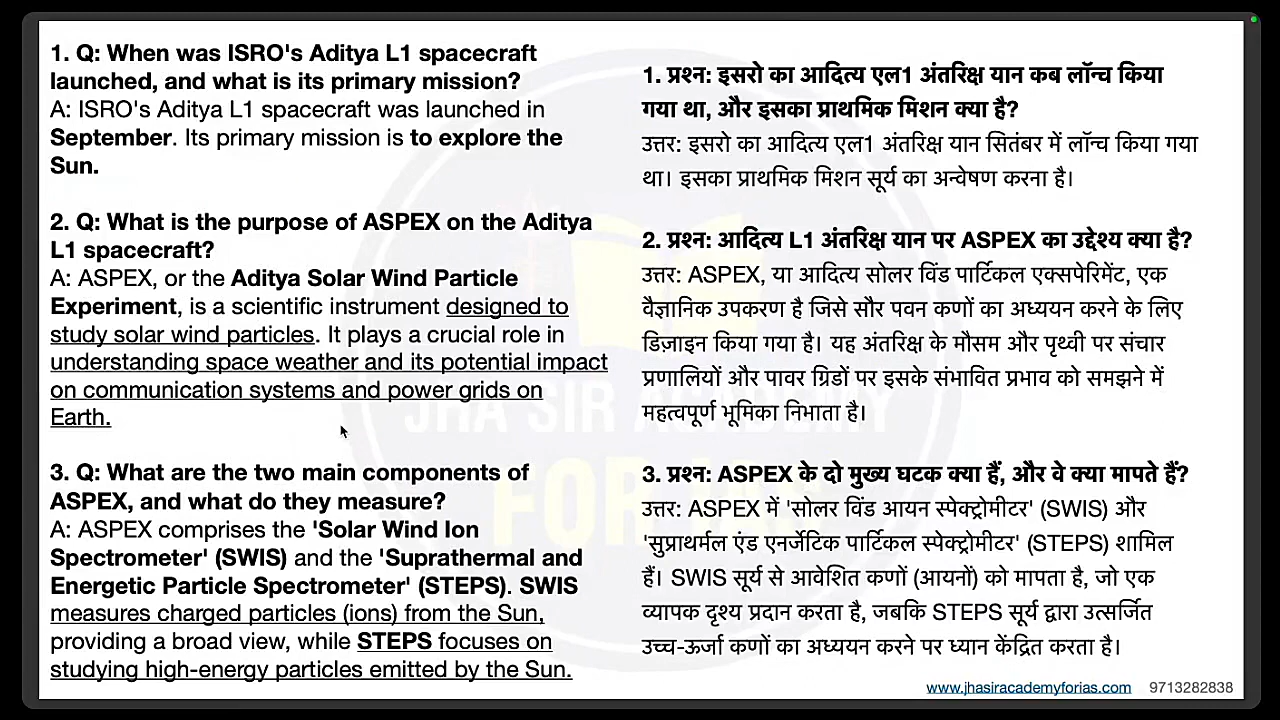 1. Q: When was ISRO's Aditya L1 spacecraft
launched, and what is its primary mission?
A: ISRO's Aditya L1 spacecraft was launched in
September. Its primary mission is to explore the
Sun.
2. Q: What is the purpose of ASPEX on the Aditya
L1 spacecraft?
A: ASPEX, or the Aditya Solar Wind Particle
Experiment, is a scientific instrument designed to
study solar wind particles. It plays a crucial role in
understanding space weather and its potential impact
on communication systems and power grids on
Earth.
3. Q: What are the two main components of
ASPEX, and what do they measure?
A: ASPEX comprises the 'Solar Wind Ion
Spectrometer' (SWIS) and the 'Suprathermal and
Energetic Particle Spectrometer' (STEPS). SWIS
measures charged particles (ions) from the Sun,
providing a broad view, while STEPS focuses on
studying high-energy particles emitted by the Sun.
1. प्रश्न: इसरो का आदित्य एल1 अंतरिक्ष यान कब लॉन्च किया
गया था, और इसका प्राथमिक मिशन क्या है?
उत्तर: इसरो का आदित्य एल1 अंतरिक्ष यान सितंबर में लॉन्च किया गया
था। इसका प्राथमिक मिशन सूर्य का अन्वेषण करना है।
2. प्रश्न: आदित्य L1 अंतरिक्ष यान पर ASPEX का उद्देश्य क्या है?
उत्तर: ASPEX, या आदित्य सोलर विंड पार्टिकल एक्सपेरिमेंट, एक
वैज्ञानिक उपकरण है जिसे सौर पवन कणों का अध्ययन करने के लिए
डिज़ाइन किया गया है। यह अंतरिक्ष के मौसम और पृथ्वी पर संचार
प्रणालियों और पावर ग्रिडों पर इसके संभावित प्रभाव को समझने में
महत्वपूर्ण भूमिका निभाता है।
3. प्रश्न: ASPEX के दो मुख्य घटक क्या हैं, और वे क्या मापते हैं?
उत्तर: ASPEX में 'सोलर विंड आयन स्पेक्ट्रोमीटर' (SWIS) और
'सुप्राथर्मल एंड एनर्जेटिक पार्टिकल स्पेक्ट्रोमीटर' (STEPS) शामिल
हैं। SWIS सूर्य से आवेशित कणों (आयनों) को मापता है, जो एक
व्यापक दृश्य प्रदान करता है, जबकि STEPS सूर्य द्वारा उत्सर्जित
उच्च-ऊर्जा कणों का अध्ययन करने पर ध्यान केंद्रित करता है।
JHA SIR ACADEMY
FOR IAS
www.jhasiracademyforias.com 9713282838